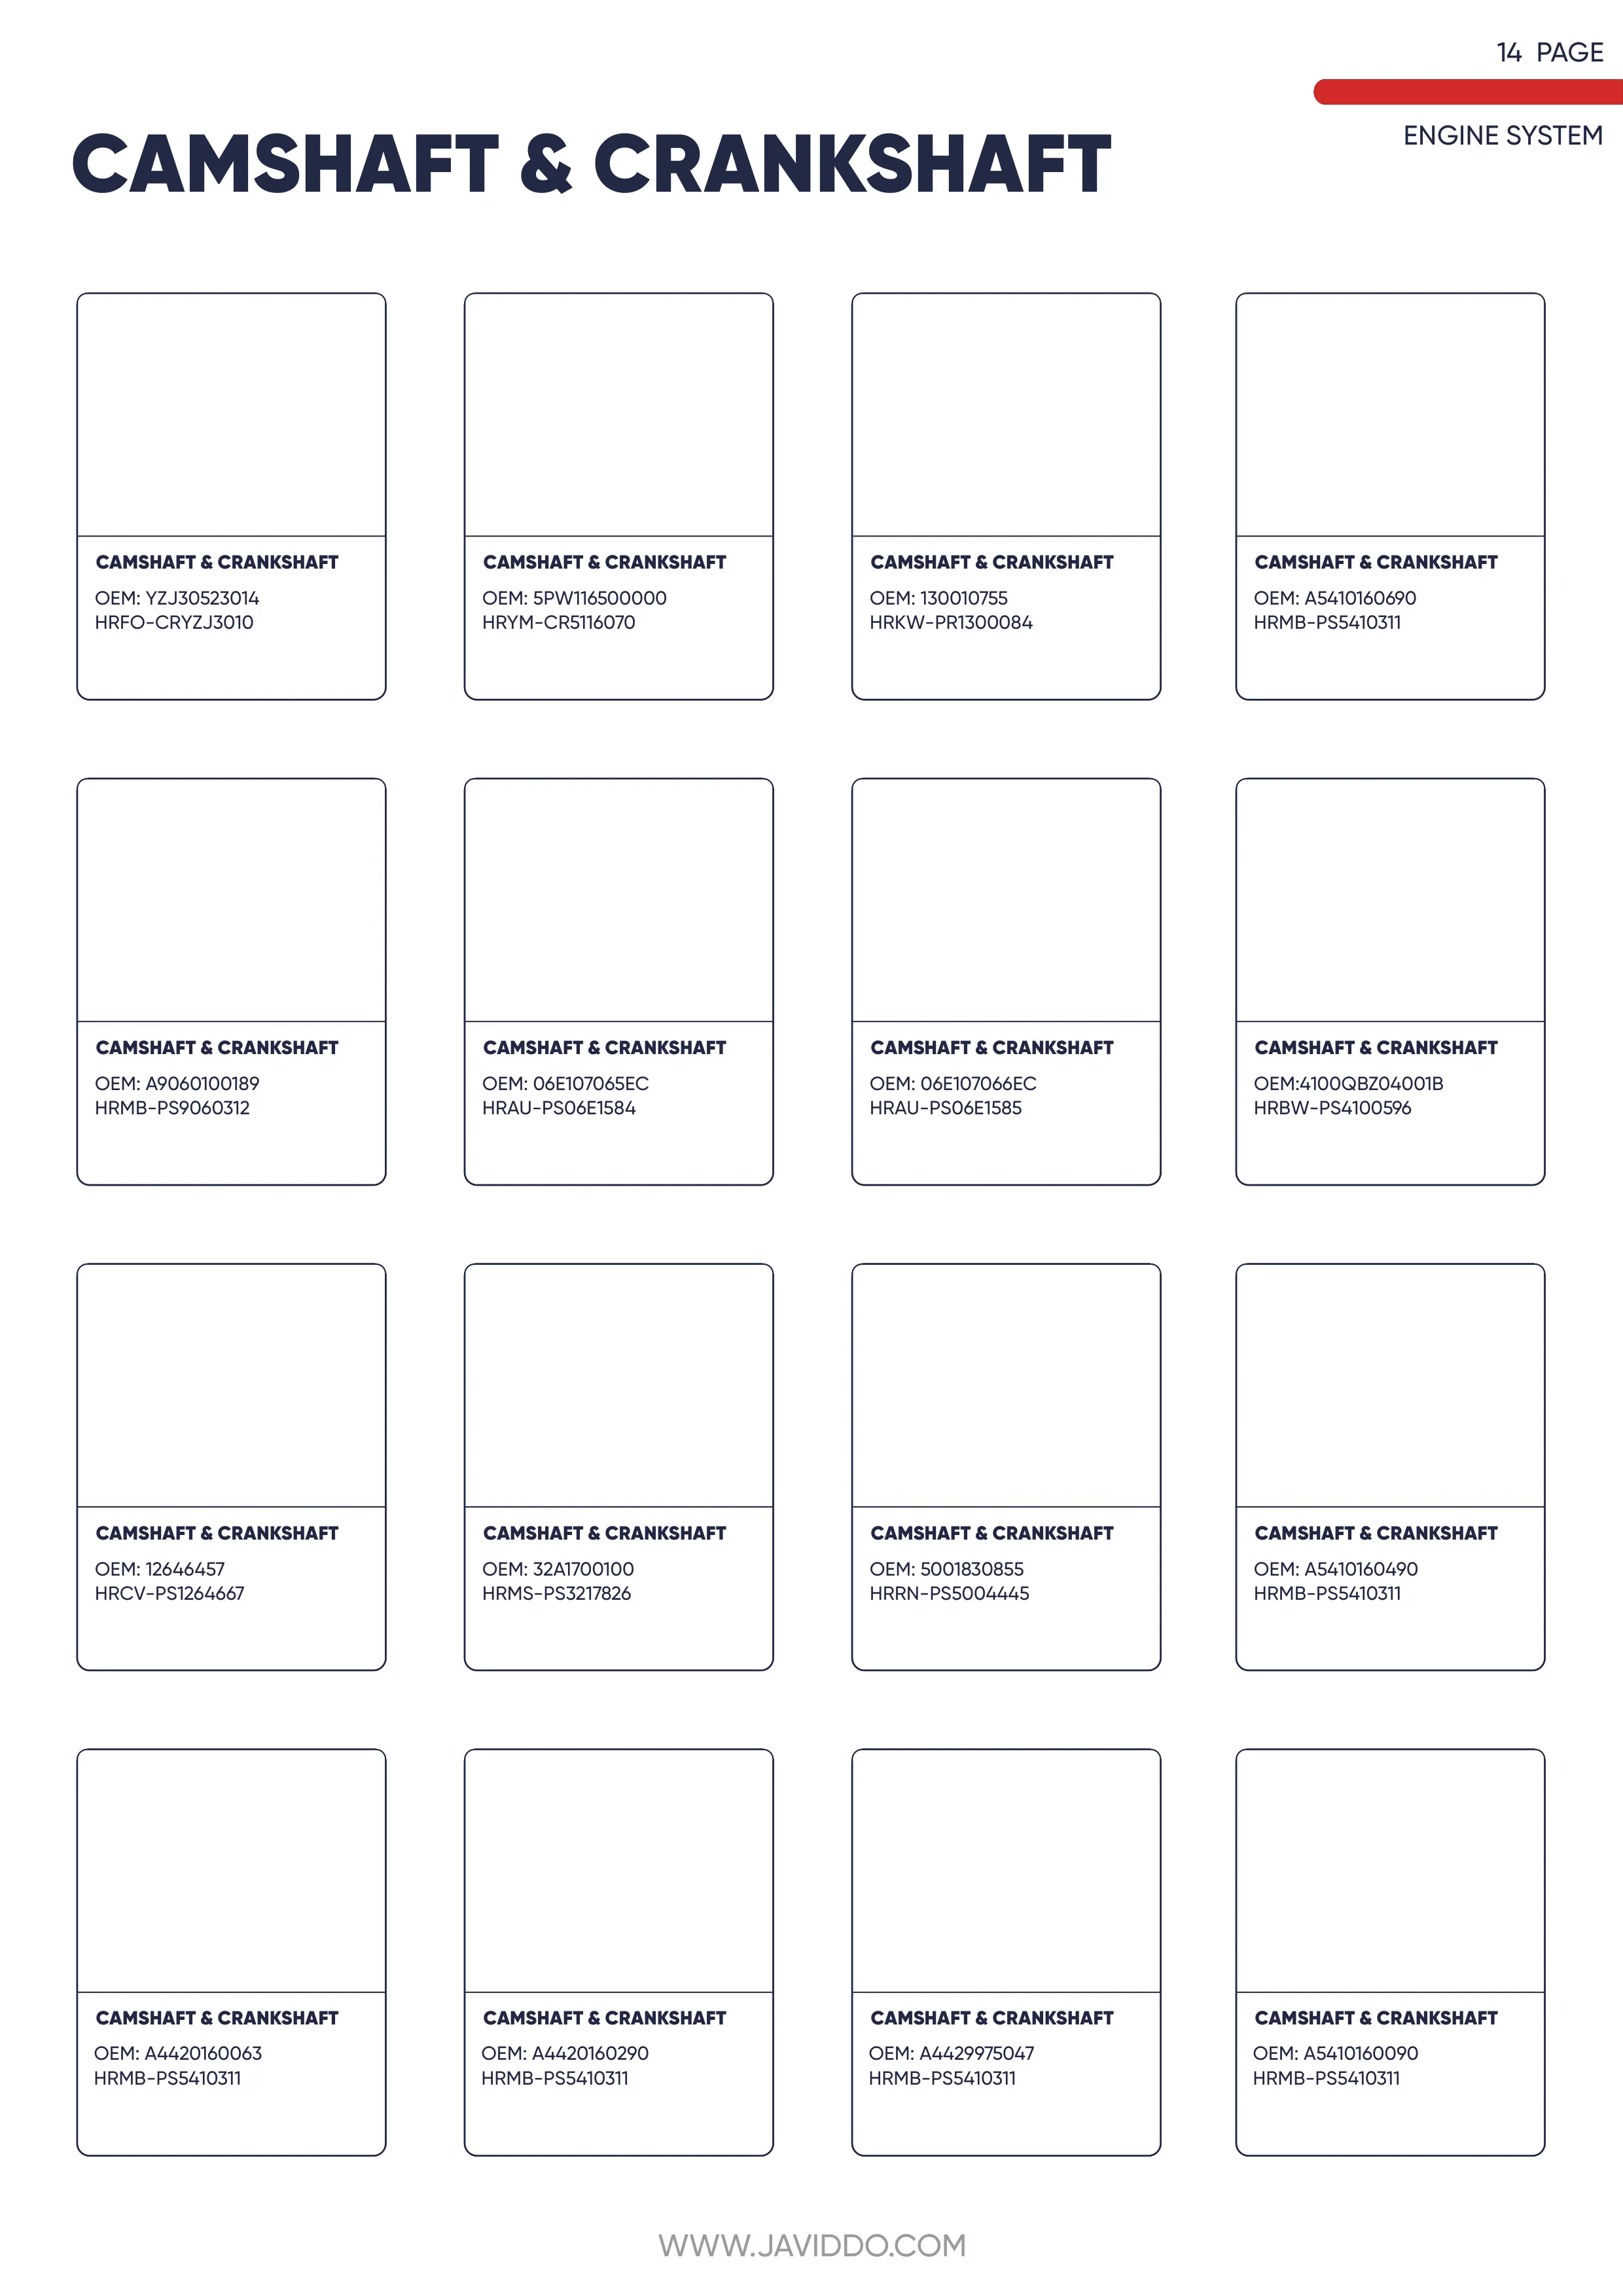 14 PAGE
ENGINE SYSTEM
CAMSHAFT & CRANKSHAFT
CAMSHAFT & CRANKSHAFT
OEM: YZJ30523014
HRFO-CRYZJ3010
CAMSHAFT & CRANKSHAFT
OEM: 5PW116500000
HRYM-CR5116070
CAMSHAFT & CRANKSHAFT
OEM: 130010755
HRKW-PR1300084
CAMSHAFT & CRANKSHAFT
OEM: A5410160690
HRMB-PS5410311
CAMSHAFT & CRANKSHAFT
OEM: A9060100189
HRMB-PS9060312
CAMSHAFT & CRANKSHAFT
OEM: 06E107065EC
HRAU-PS06E1584
CAMSHAFT & CRANKSHAFT
OEM: 06E107066EC
HRAU-PS06E1585
CAMSHAFT & CRANKSHAFT
OEM:4100QBZ04001B
HRBW-PS4100596
CAMSHAFT & CRANKSHAFT
OEM: 12646457
HRCV-PS1264667
CAMSHAFT & CRANKSHAFT
OEM: 32A1700100
HRMS-PS3217826
CAMSHAFT & CRANKSHAFT
OEM: 5001830855
HRRN-PS5004445
CAMSHAFT & CRANKSHAFT
OEM: A5410160490
HRMB-PS5410311
CAMSHAFT & CRANKSHAFT
OEM: A4420160063
HRMB-PS5410311
CAMSHAFT & CRANKSHAFT
OEM: A4420160290
HRMB-PS5410311
CAMSHAFT & CRANKSHAFT
OEM: A4429975047
HRMB-PS5410311
CAMSHAFT & CRANKSHAFT
OEM: A5410160090
HRMB-PS5410311
WWW.JAVIDDO.COM